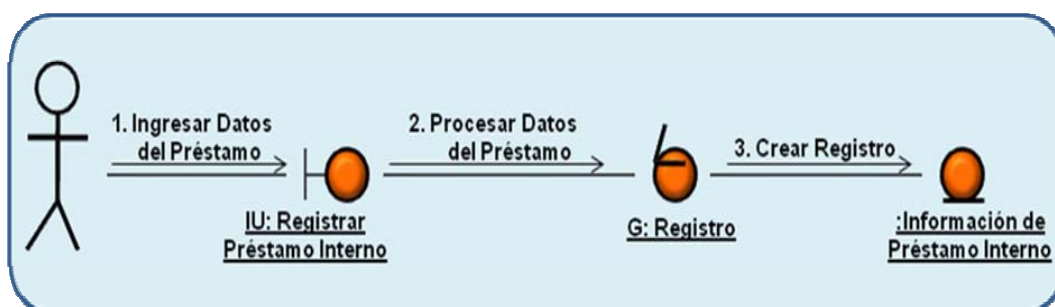 1. Ingresar Datos
del Préstamo
IU: Registrar
Préstamo Interno
2. Procesar Datos
del Préstamo
G: Registro
3. Crear Registro
:Información de
Préstamo Interno